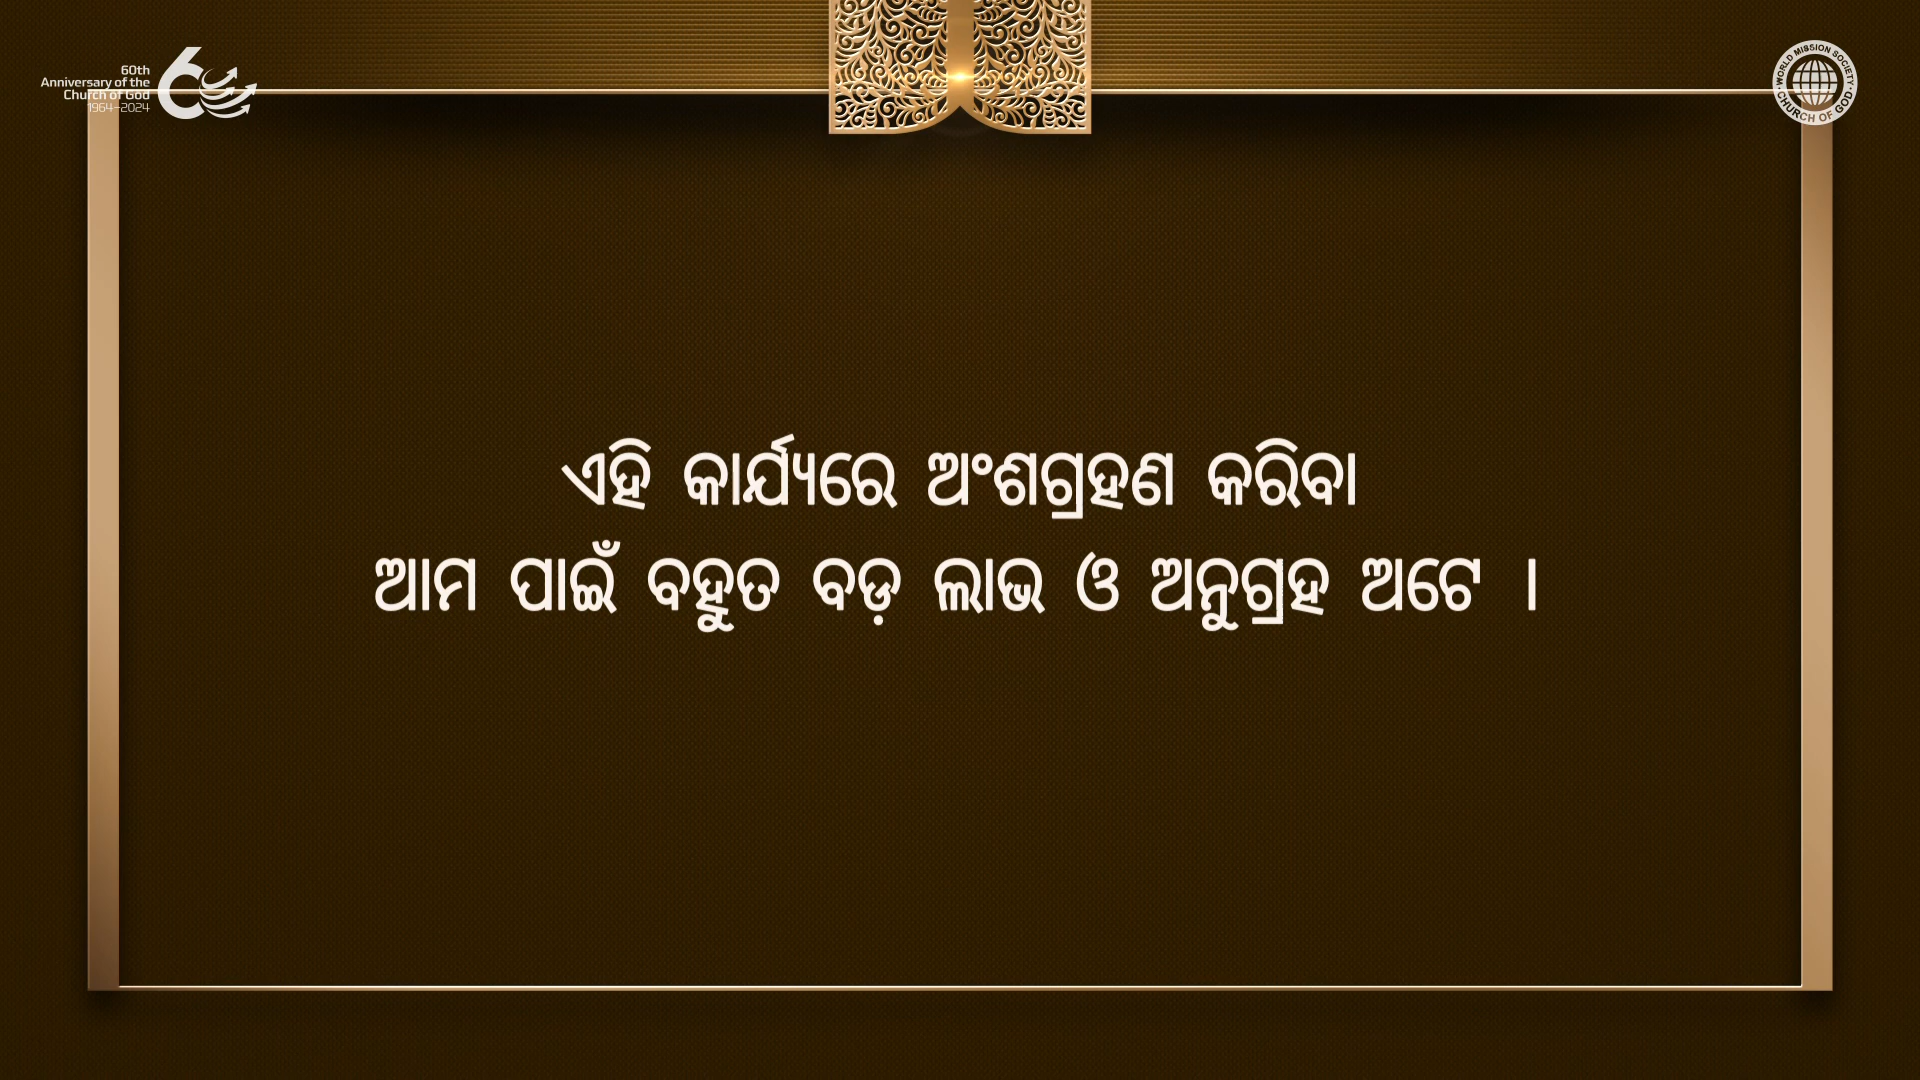 60th
Anniversary of the
Church of God
1964–2024
WORLD MISSION SOCIETY
CHURCH OF GOD
ଏହି କାର୍ଯ୍ୟରେ ଅଂଶଗ୍ରହଣ କରିବା
ଆମ ପାଇଁ ବହୁତ ବଡ଼ ଲାଭ ଓ ଅନୁଗ୍ରହ ଅଟେ ।